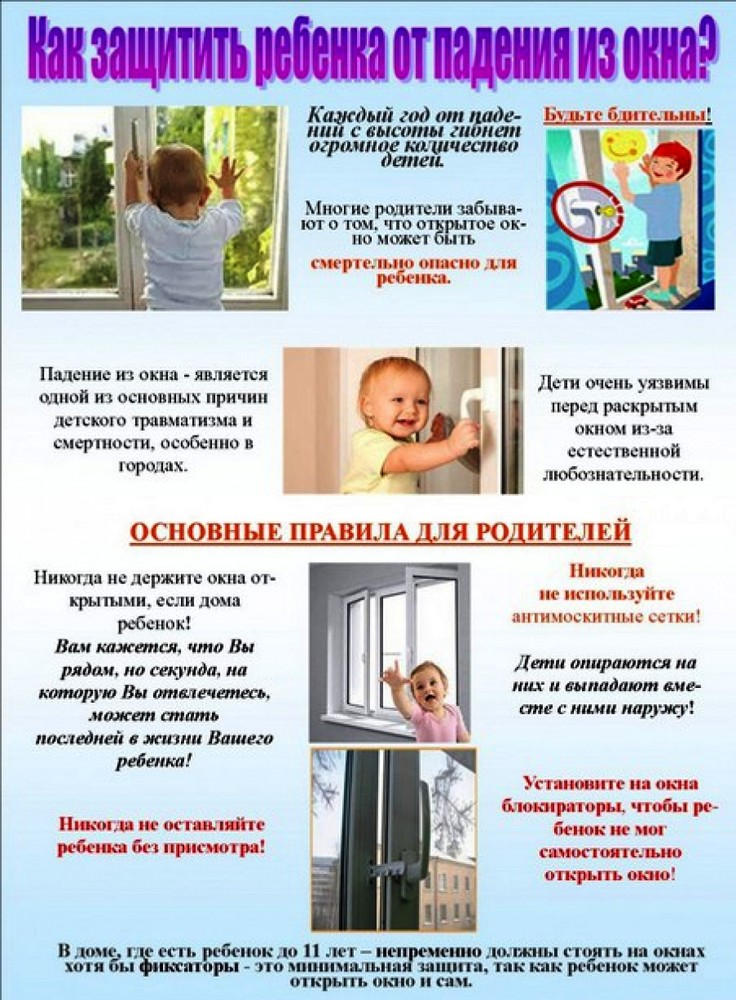 Как защитить ребенка от падения из окна?
Каждый год от паде-
ний с высоты гибнет
огромное количество
детей.
Многие родители забыва-
ют о том, что открытое ок-
но может быть
смертельно опасно для
ребенка.
Будьте бдительны!
Падение из окна - является
одной из основных причин
детского травматизма и
смертности, особенно в
городах.
Дети очень уязвимы
перед раскрытым
окном из-за
естественной
любознательности.
ОСНОВНЫЕ ПРАВИЛА ДЛЯ РОДИТЕЛЕЙ
Никогда не держите окна от-
крытыми, если дома
ребенок!
Вам кажется, что Вы
рядом, но секунда, на
которую Вы отвлечетесь,
может стать
последней в жизни Вашего
ребенка!
Никогда не оставляйте
ребенка без присмотра!
Никогда
не используйте
антимоскитные сетки!
Дети опираются на
них и выпадают вме-
сте с ними наружу!
Установите на окна
блокираторы, чтобы ре-
бенок не мог
самостоятельно
открыть окно!
В доме, где есть ребенок до 11 лет – непременно должны стоять на окнах
хотя бы фиксаторы - это минимальная защита, так как ребенок может
открыть окно и сам.